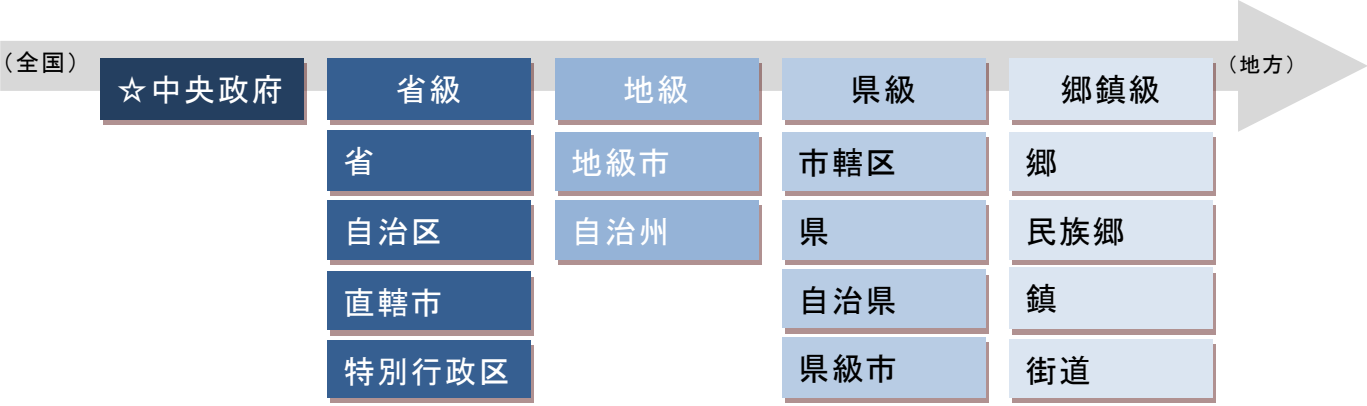 （全国）
☆中央政府
省級
地級
県級
郷鎮級
（地方）
省
地級市
市轄区
郷
自治区
自治州
県
民族郷
直轄市
自治県
鎮
特別行政区
県級市
街道